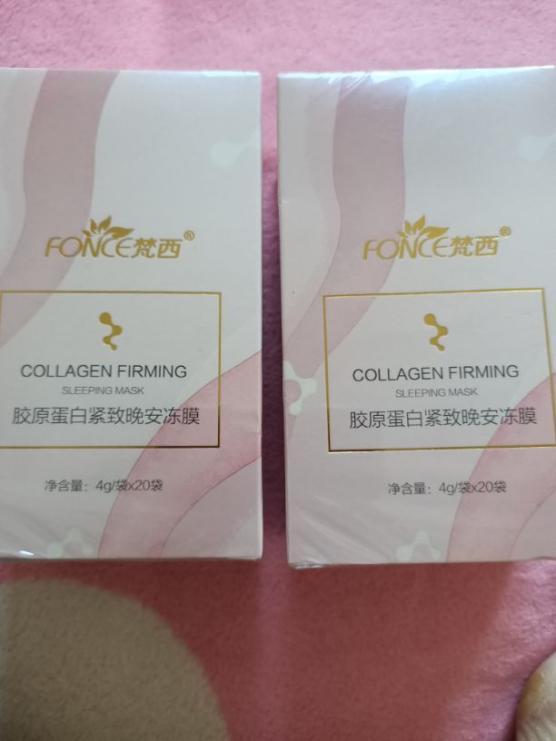 FONCE梵西®
COLLAGEN FIRMING
SLEEPING MASK
胶原蛋白紧致晚安冻膜
净含量：4g/袋x20袋
FONCE梵西®
COLLAGEN FIRMING
SLEEPING MASK
胶原蛋白紧致晚安冻膜
净含量：4g/袋x20袋